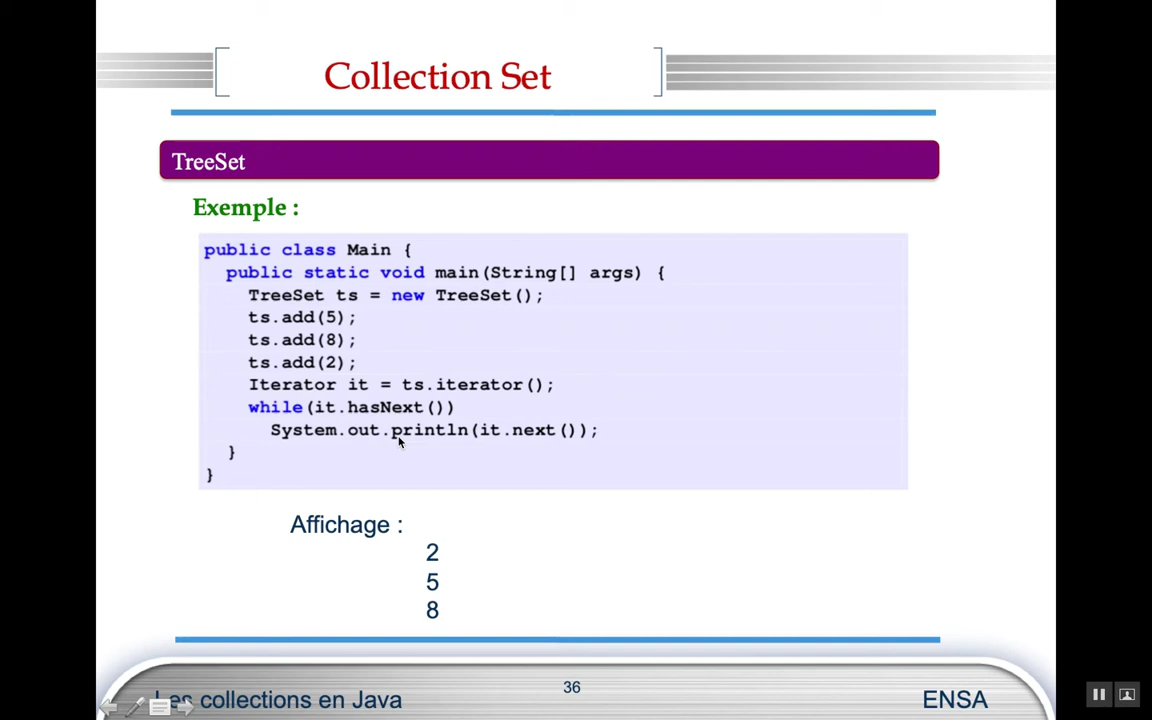 Collection Set
TreeSet
Exemple :
public class Main {
public static void main(String[] args) {
TreeSet ts = new TreeSet();
ts.add(5);
ts.add(8);
ts.add(2);
Iterator it = ts.iterator();
while(it.hasNext())
System.out.println(it.next());
}
}
Affichage :
2
5
8
Les collections en Java
36
ENSA